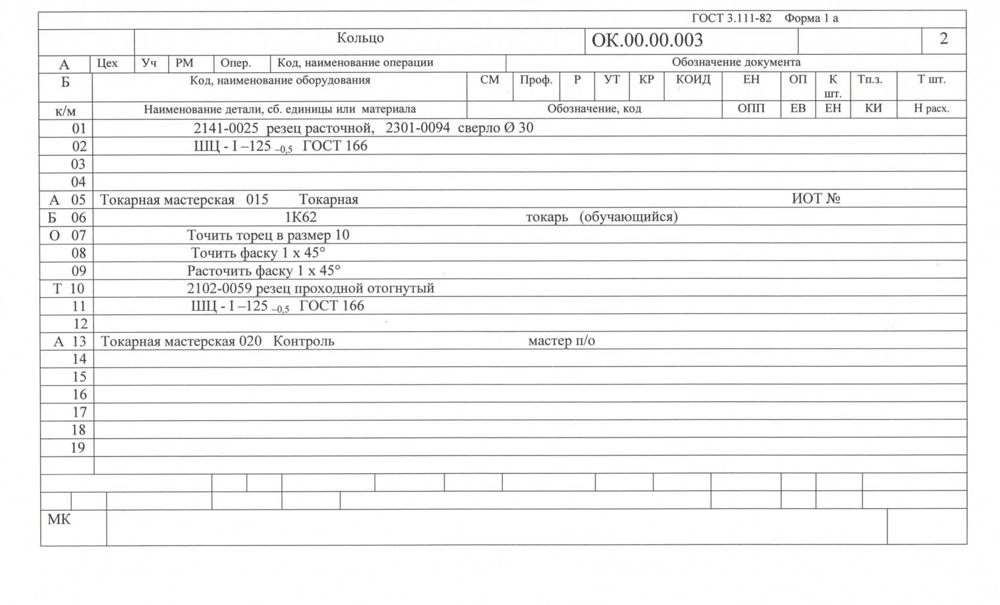 ГОСТ 3.111-82 Форма 1 а
Кольцо ОК.00.00.003 2
А Цех Уч РМ Опер. Код, наименование операции Обозначение документа
Б Код, наименование оборудования СМ Проф. Р УТ КР КОИД ЕН ОП К шт. Тп.з. Т шт.
к/м Наименование детали, сб. единицы или материала Обозначение, код ОПП ЕВ ЕН КИ Н расх.
01 2141-0025 резец расточной, 2301-0094 сверло Ø 30
02 ШЦ - I –125 –0,5 ГОСТ 166
03
04
А 05 Токарная мастерская 015 Токарная ИОТ №
Б 06 1К62 токарь (обучающийся)
О 07 Точить торец в размер 10
08 Точить фаску 1 х 45°
09 Расточить фаску 1 х 45°
Т 10 2102-0059 резец проходной отогнутый
11 ШЦ - I –125 –0,5 ГОСТ 166
12
А 13 Токарная мастерская 020 Контроль мастер п/о
14
15
16
17
18
19
МК